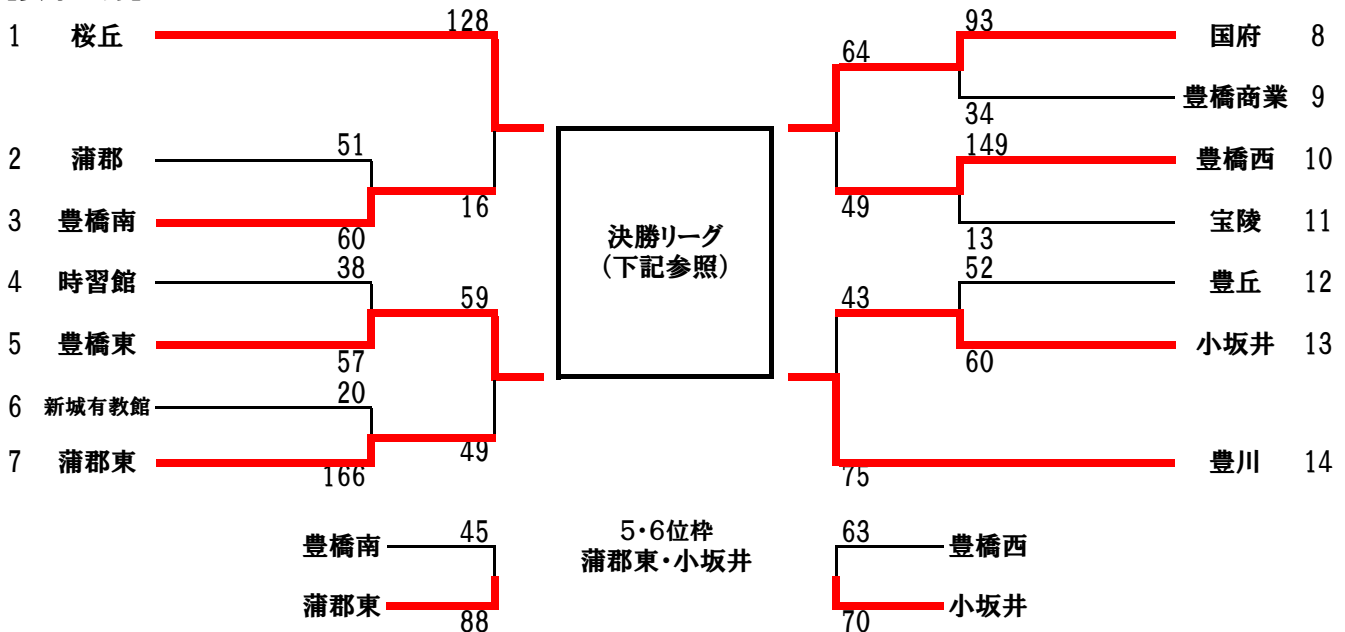 128 93
1 桜丘 国府 8
64
豊橋商業 9
34
2 蒲郡 51 149 豊橋西 10
16 49
3 豊橋南 宝陵 11
60 決勝リーグ 13
(下記参照)
4 時習館 38 52 豊丘 12
59 43
5 豊橋東 小坂井 13
57 60
6 新城有教館 20
49
7 蒲郡東 豊川 14
166 75
豊橋南 45 5・6位枠 63 豊橋西
蒲郡東・小坂井
蒲郡東 小坂井
88 70